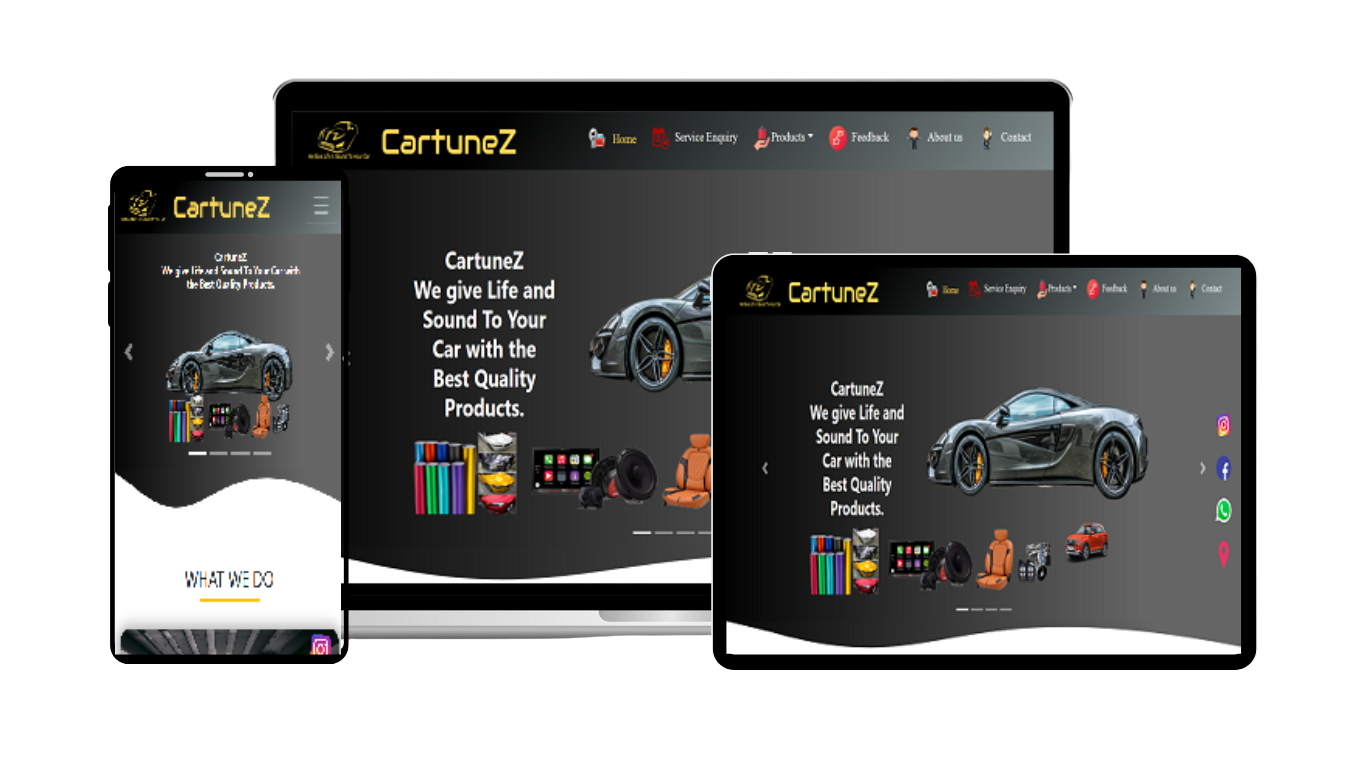 CartuneZ
Home
Service Enquiry
Products
Feedback
About us
Contact
CartuneZ
We give Life and
Sound To Your
Car with the
Best Quality
Products.
CartuneZ
CartuneZ
We give Life and Sound To Your Car with
the Best Quality Products.
WHAT WE DO
CartuneZ
Home
Service Enquiry
Products
Feedback
About us
Contact
CartuneZ
We give Life and
Sound To Your
Car with the
Best Quality
Products.